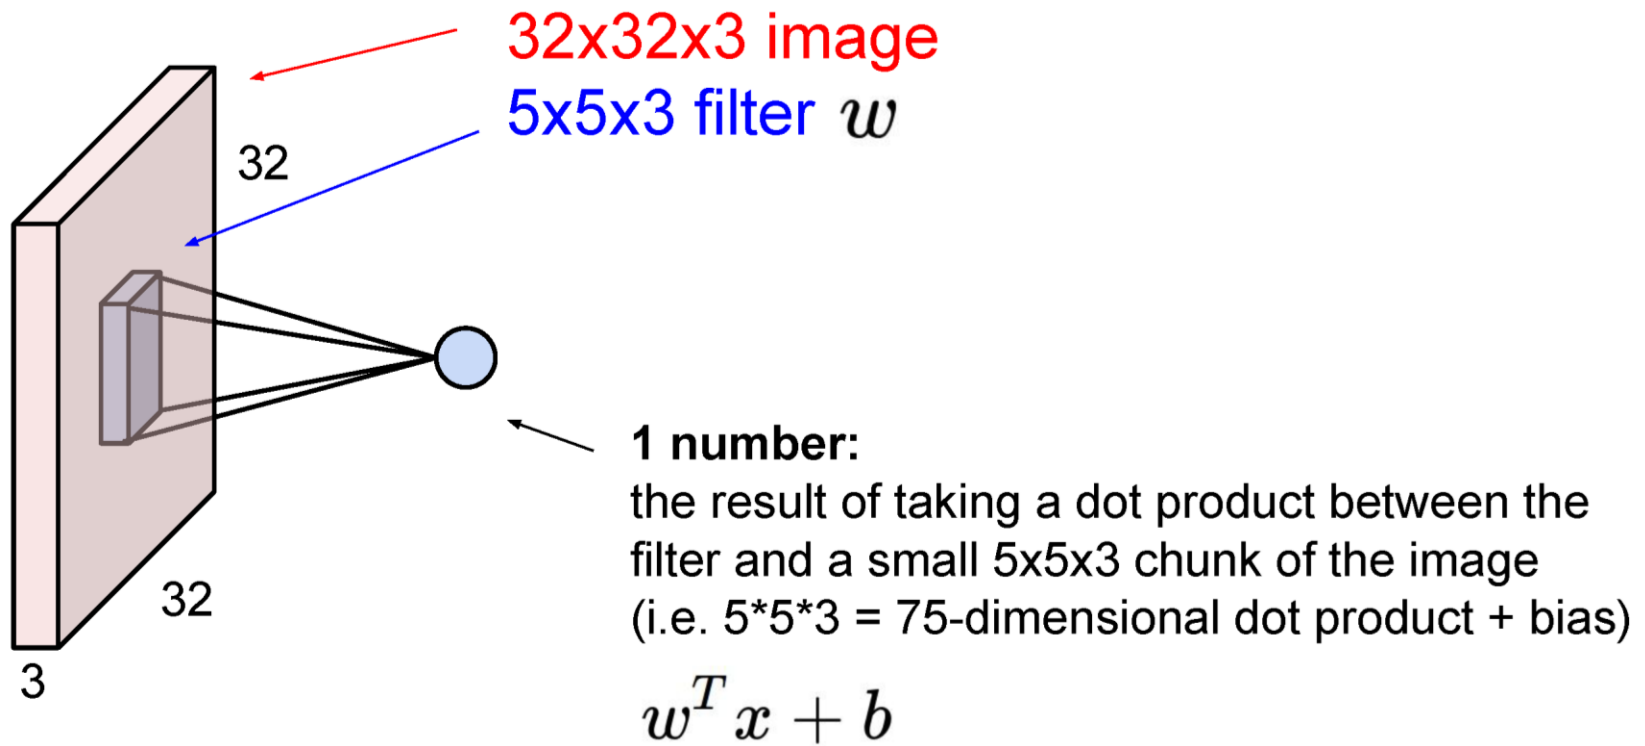 32x32x3 image
5x5x3 filter w
32
32
3
1 number:
the result of taking a dot product between the
filter and a small 5x5x3 chunk of the image
(i.e. 5*5*3 = 75-dimensional dot product + bias)
w^T x + b